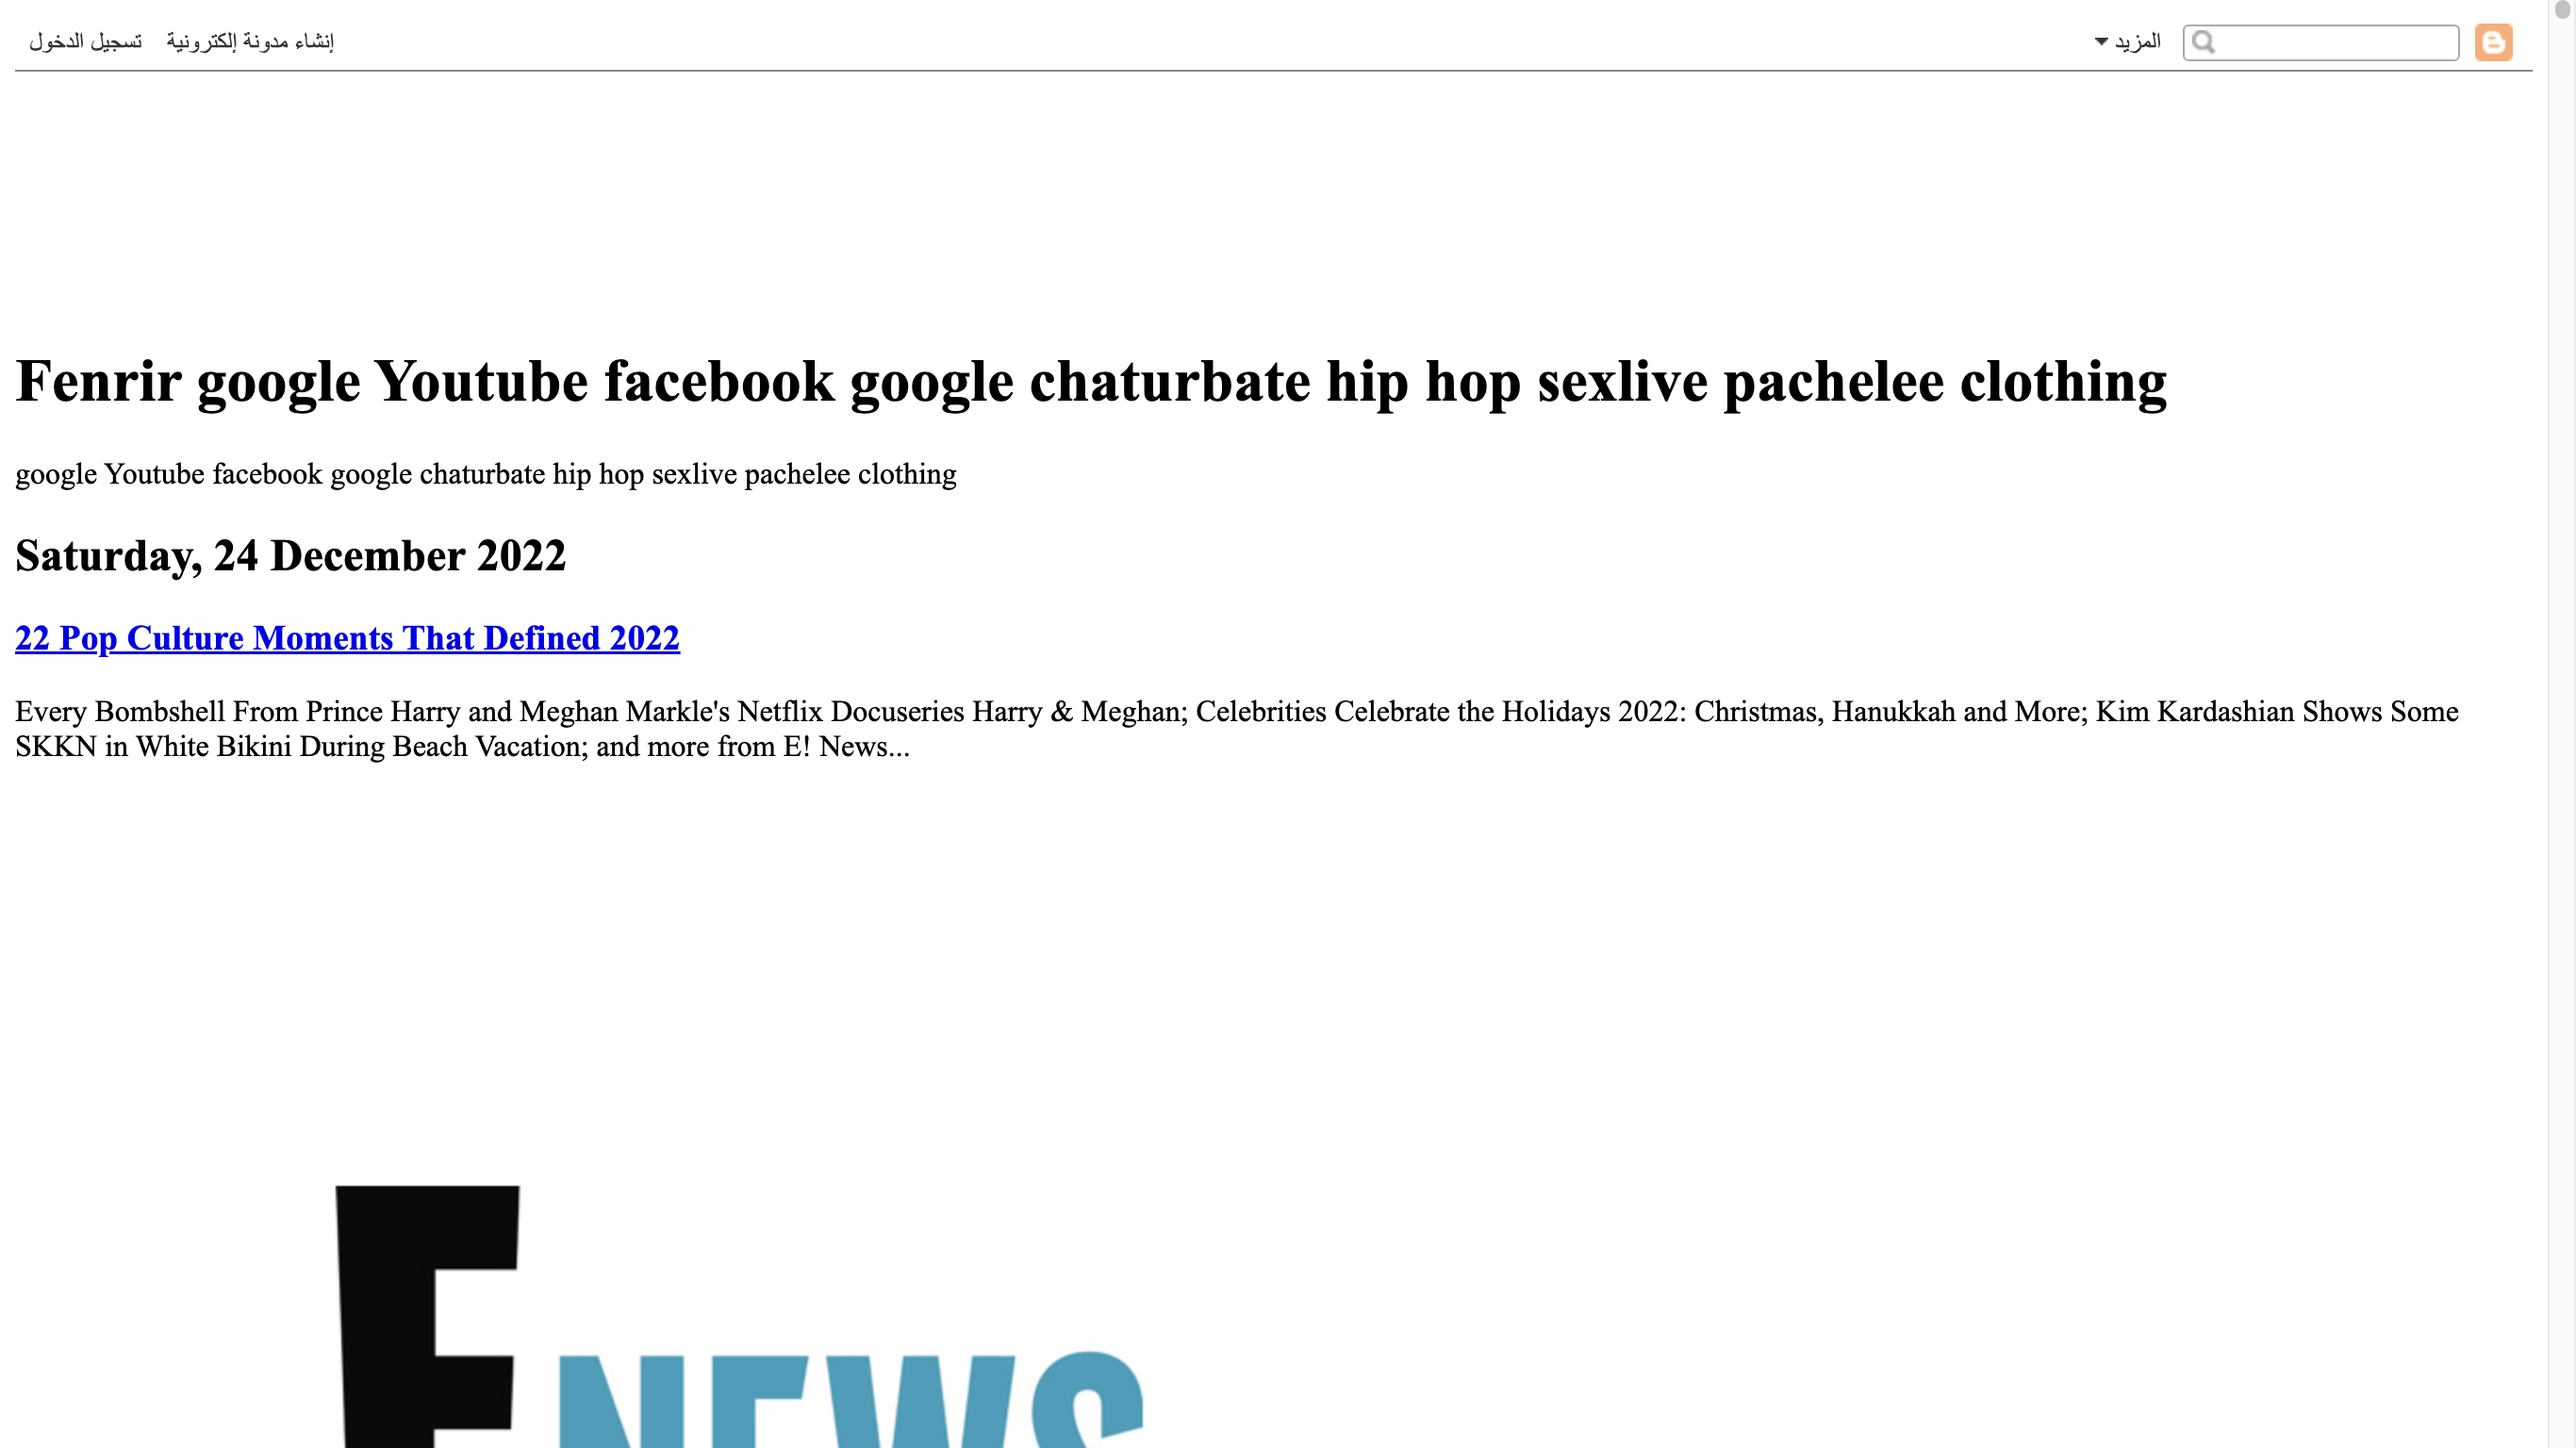 تسجيل الدخول إنشاء مدونة إلكترونية المزيد
Fenrir google Youtube facebook google chaturbate hip hop sexlive pachelee clothing
google Youtube facebook google chaturbate hip hop sexlive pachelee clothing
Saturday, 24 December 2022
22 Pop Culture Moments That Defined 2022
Every Bombshell From Prince Harry and Meghan Markle's Netflix Docuseries Harry & Meghan; Celebrities Celebrate the Holidays 2022: Christmas, Hanukkah and More; Kim Kardashian Shows Some
SKKN in White Bikini During Beach Vacation; and more from E! News...
E NEWS